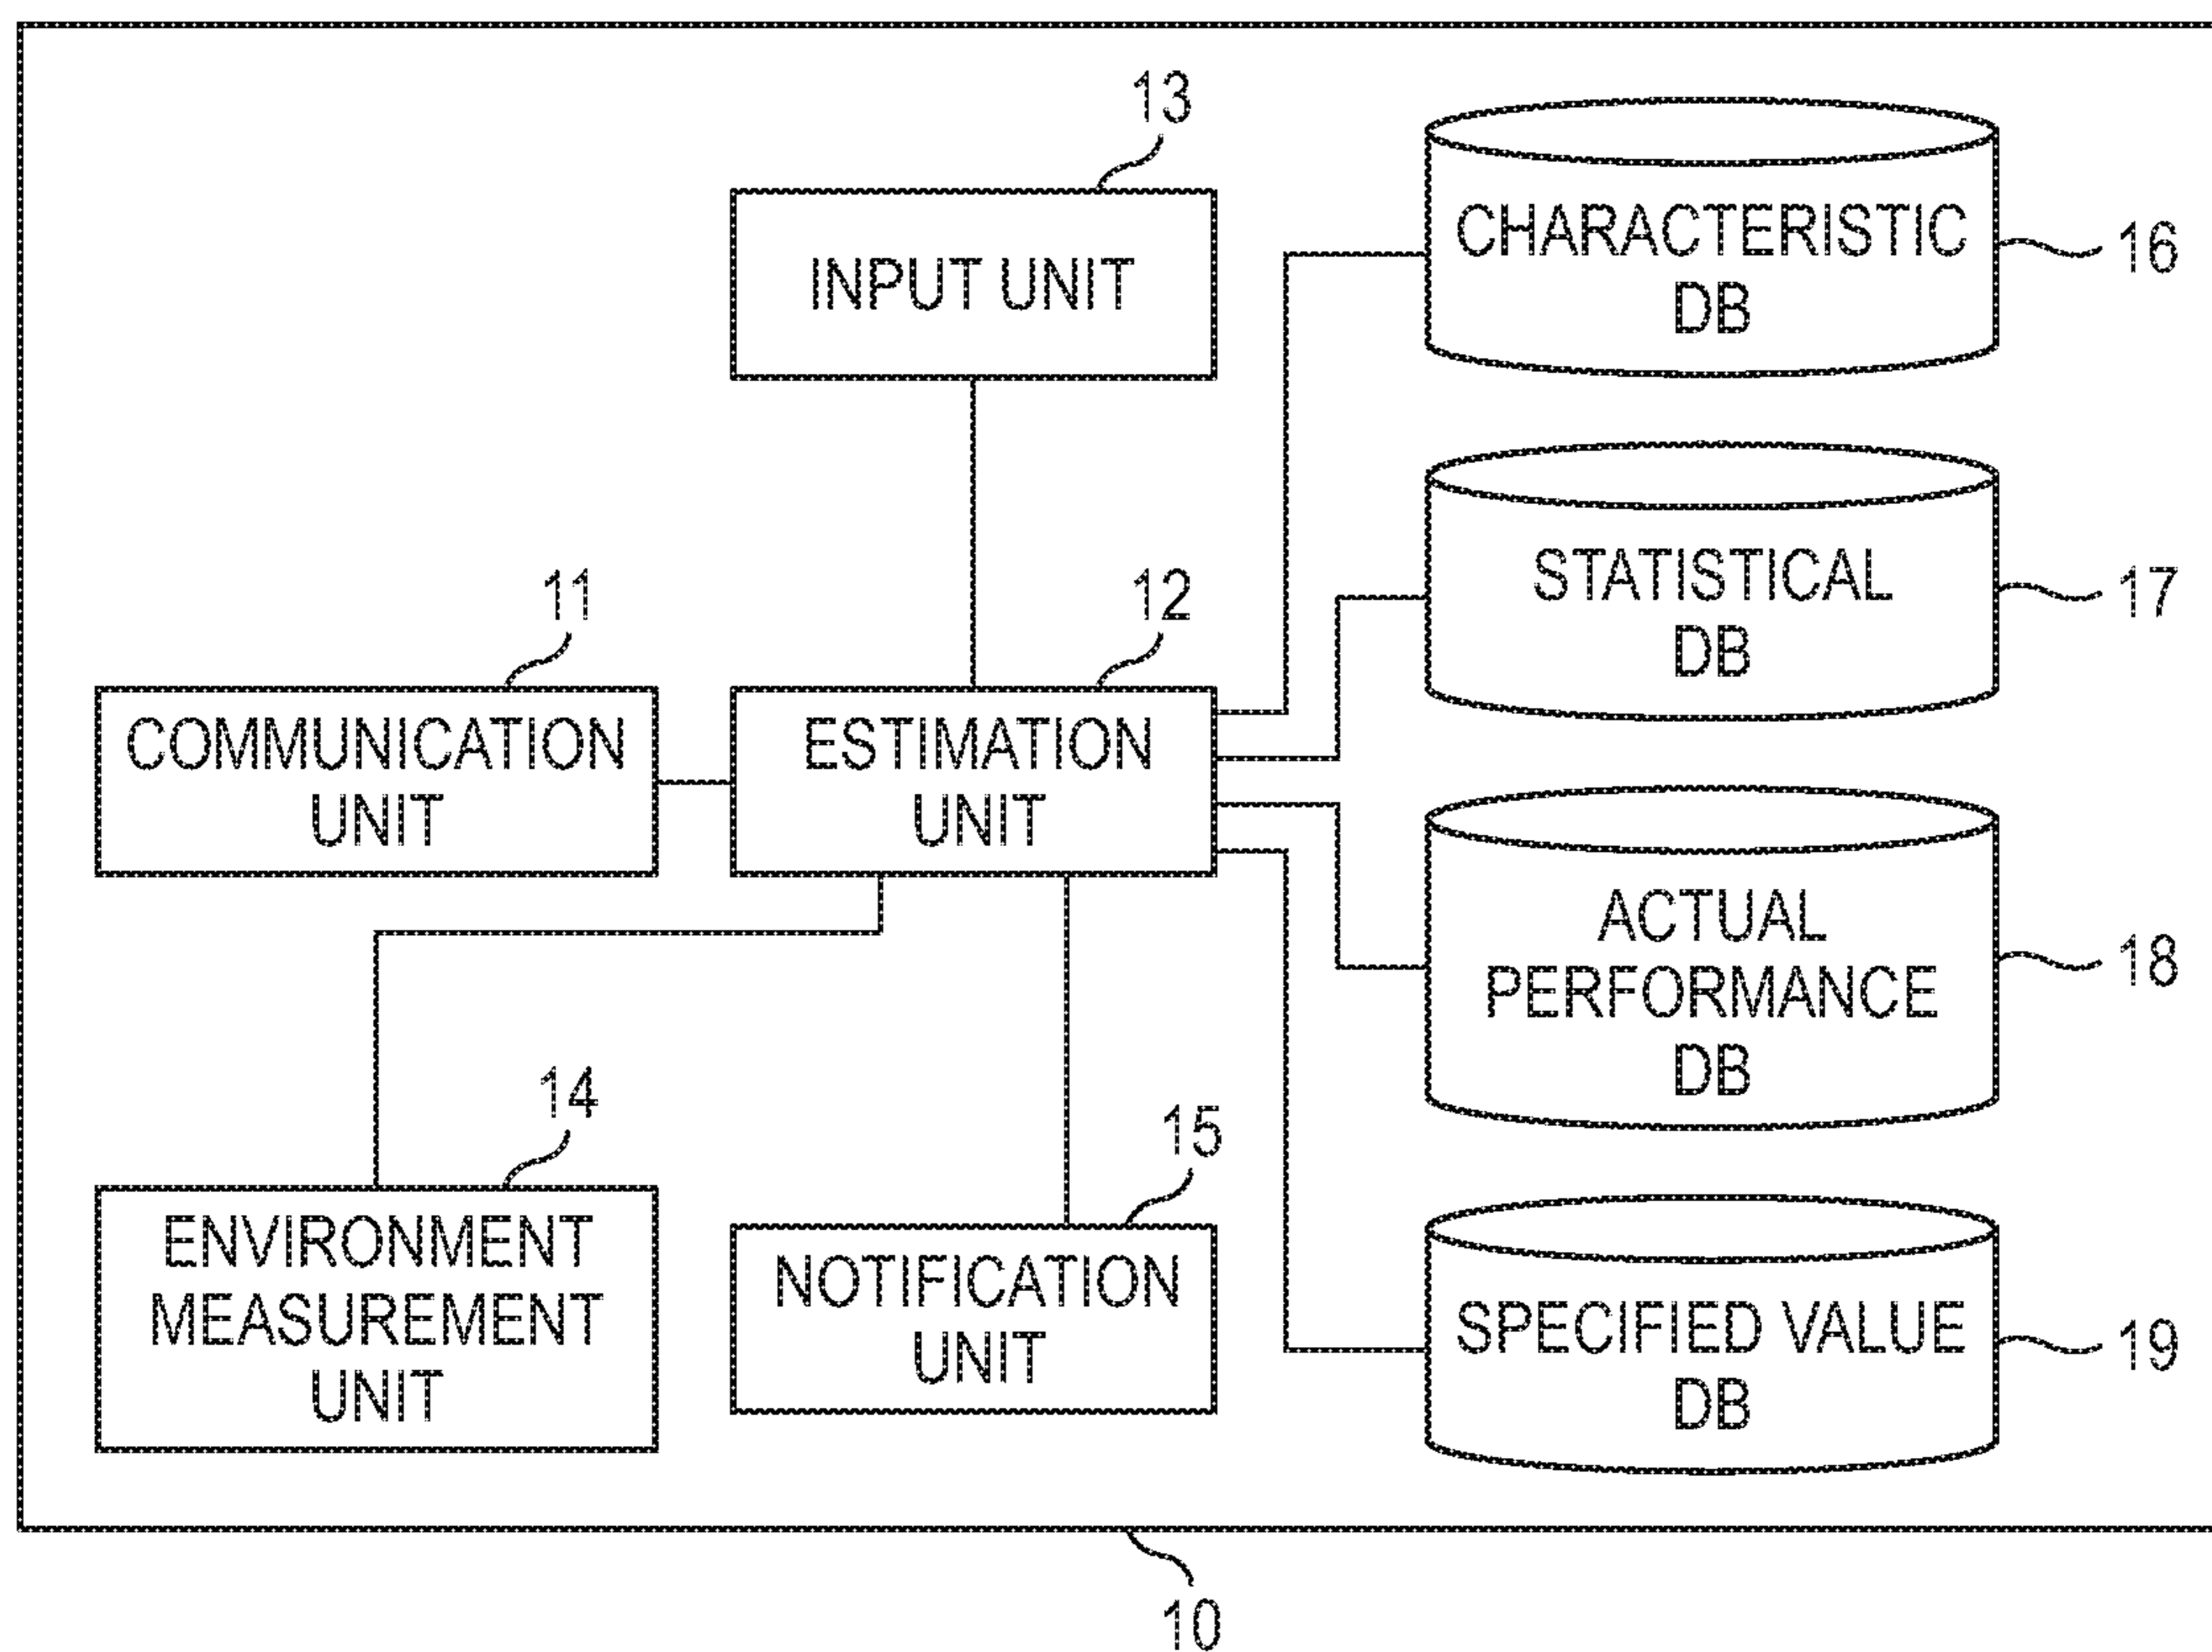 13
INPUT UNIT
CHARACTERISTIC
DB
16
STATISTICAL
DB
17
11
COMMUNICATION
UNIT
12
ESTIMATION
UNIT
ACTUAL
PERFORMANCE
DB
18
14
ENVIRONMENT
MEASUREMENT
UNIT
15
NOTIFICATION
UNIT
SPECIFIED VALUE
DB
19
10